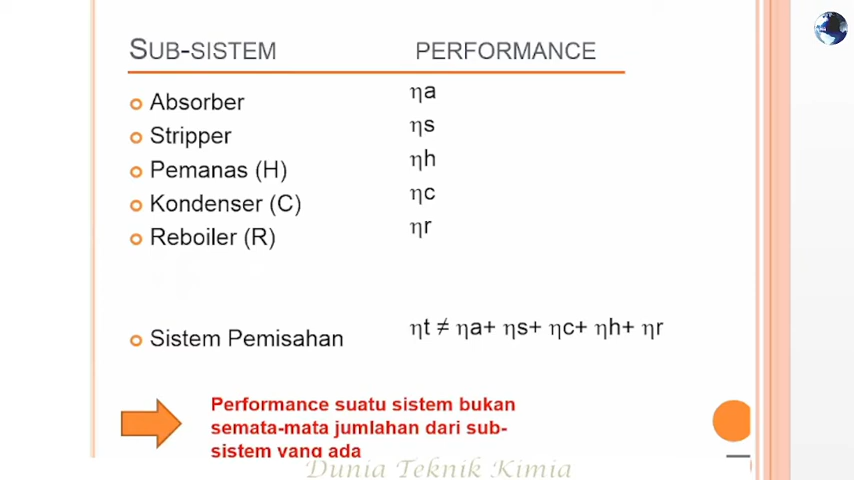 SUB-SISTEM PERFORMANCE
Absorber ηa
Stripper ηs
Pemanas (H) ηh
Kondenser (C) ηc
Reboiler (R) ηr
Sistem Pemisahan ηt ≠ ηa+ ηs+ ηc+ ηh+ ηr
Performance suatu sistem bukan
semata-mata jumlahan dari sub-
sistem yang ada
Dunia Teknik Kimia